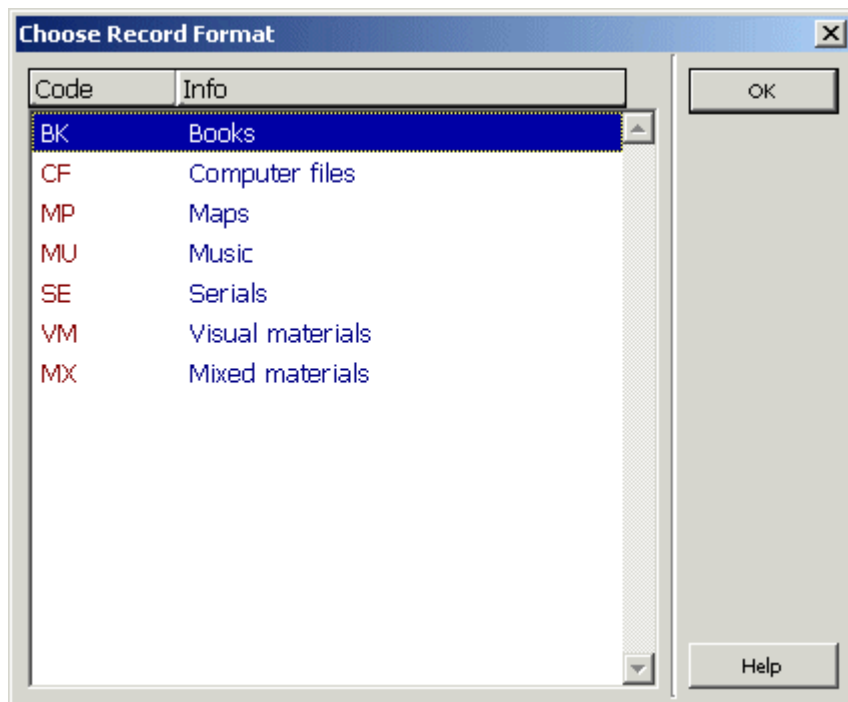 Choose Record Format
Code Info
OK
BK Books
CF Computer files
MP Maps
MU Music
SE Serials
VM Visual materials
MX Mixed materials
Help